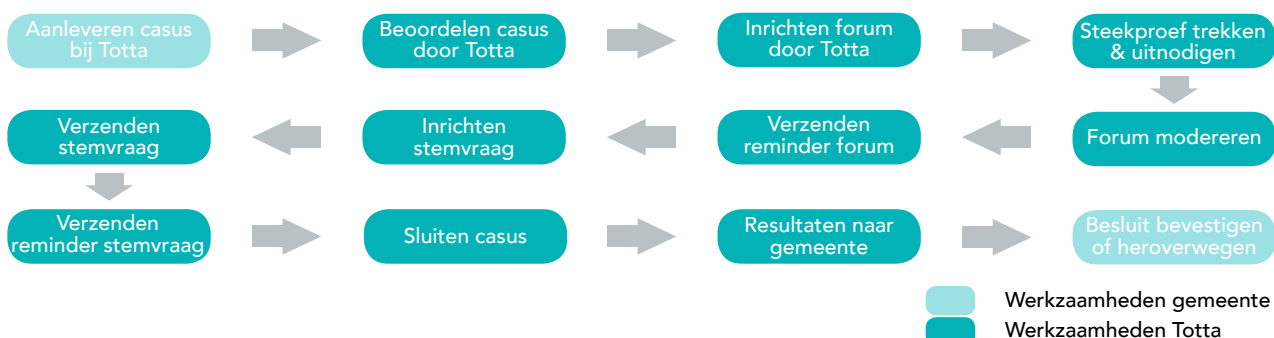 Aanleveren casus
bij Totta
Beoordelen casus
door Totta
Inrichten forum
door Totta
Steekproef trekken
& uitnodigen
Forum modereren
Verzenden
reminder forum
Inrichten
stemvraag
Verzenden
stemvraag
Verzenden
reminder stemvraag
Sluiten casus
Resultaten naar
gemeente
Besluit bevestigen
of heroverwegen
Werkzaamheden gemeente
Werkzaamheden Totta